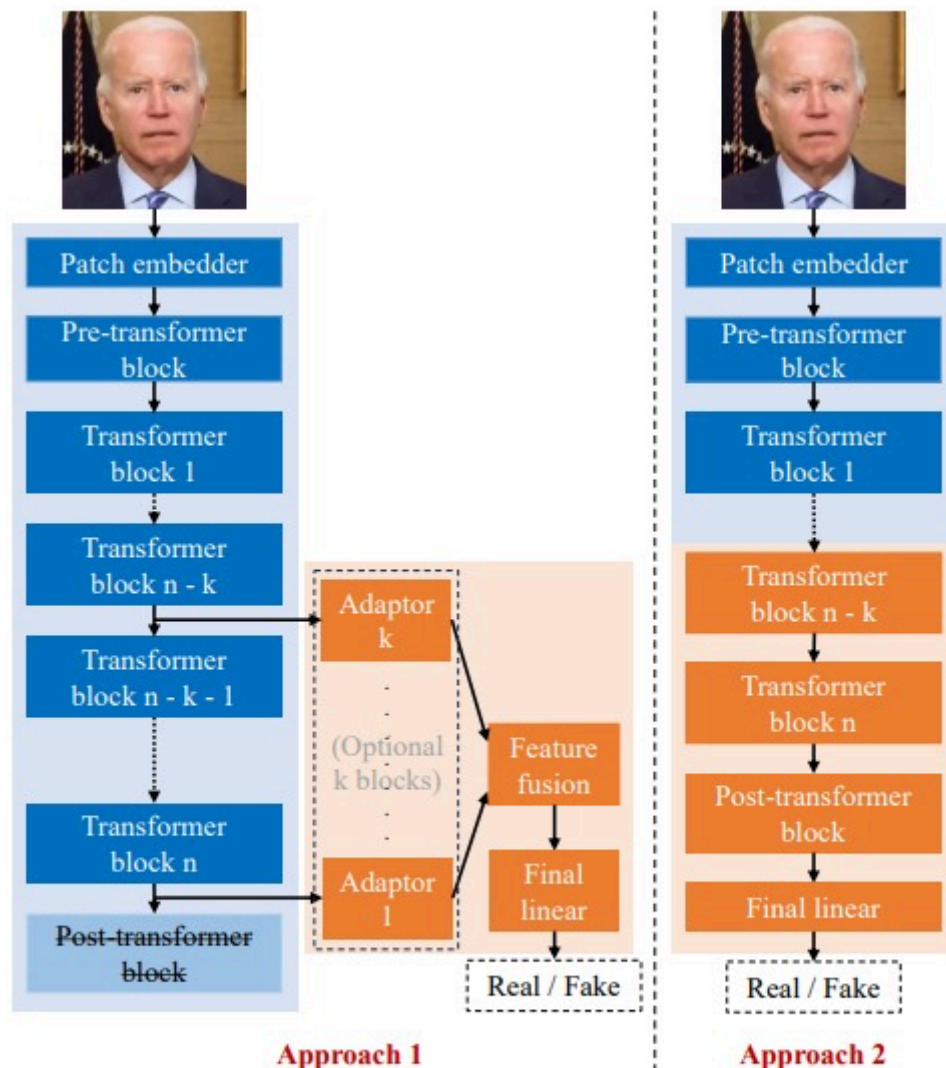 Patch embedder
Pre-transformer
block
Transformer
block 1
Transformer
block n - k
Transformer
block n - k - 1
Transformer
block n
Post-transformer
block
Adaptor
k
(Optional
k blocks)
Adaptor
1
Feature
fusion
Final
linear
Real / Fake
Approach 1
Patch embedder
Pre-transformer
block
Transformer
block 1
Transformer
block n - k
Transformer
block n
Post-transformer
block
Final linear
Real / Fake
Approach 2